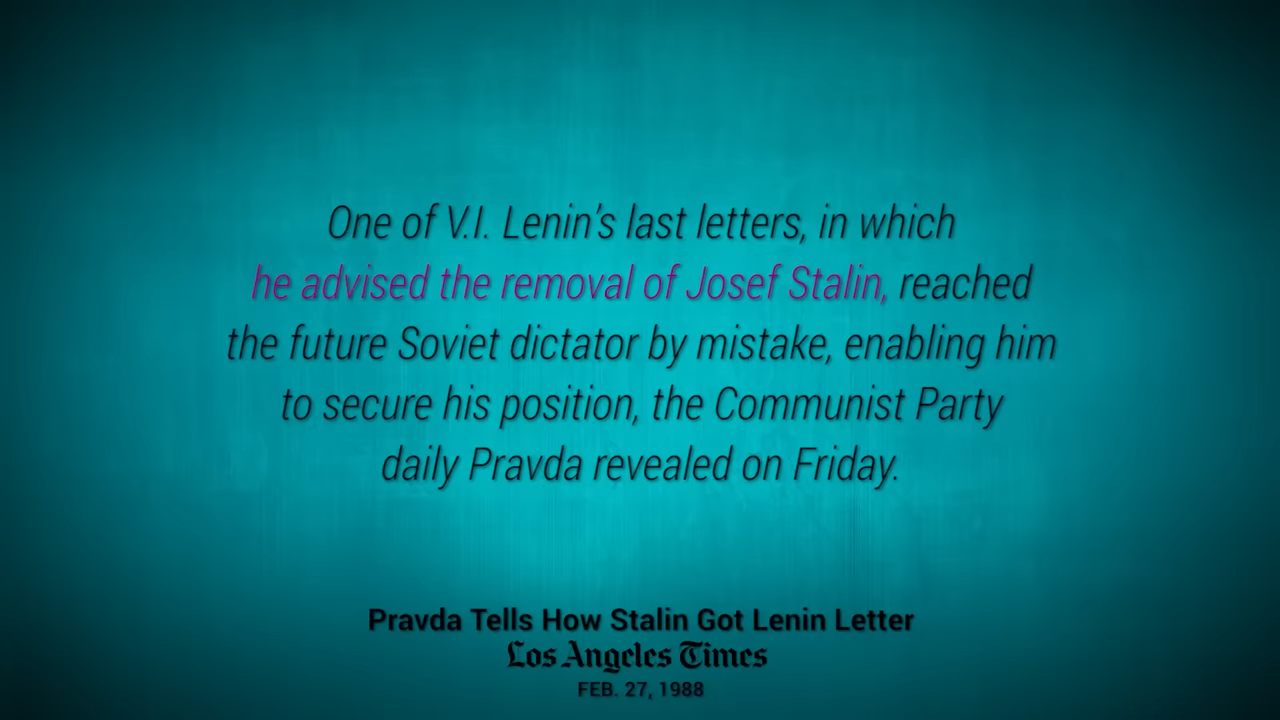 One of V.I. Lenin’s last letters, in which
he advised the removal of Josef Stalin, reached
the future Soviet dictator by mistake, enabling him
to secure his position, the Communist Party
daily Pravda revealed on Friday.
Pravda Tells How Stalin Got Lenin Letter
Los Angeles Times
FEB. 27, 1988